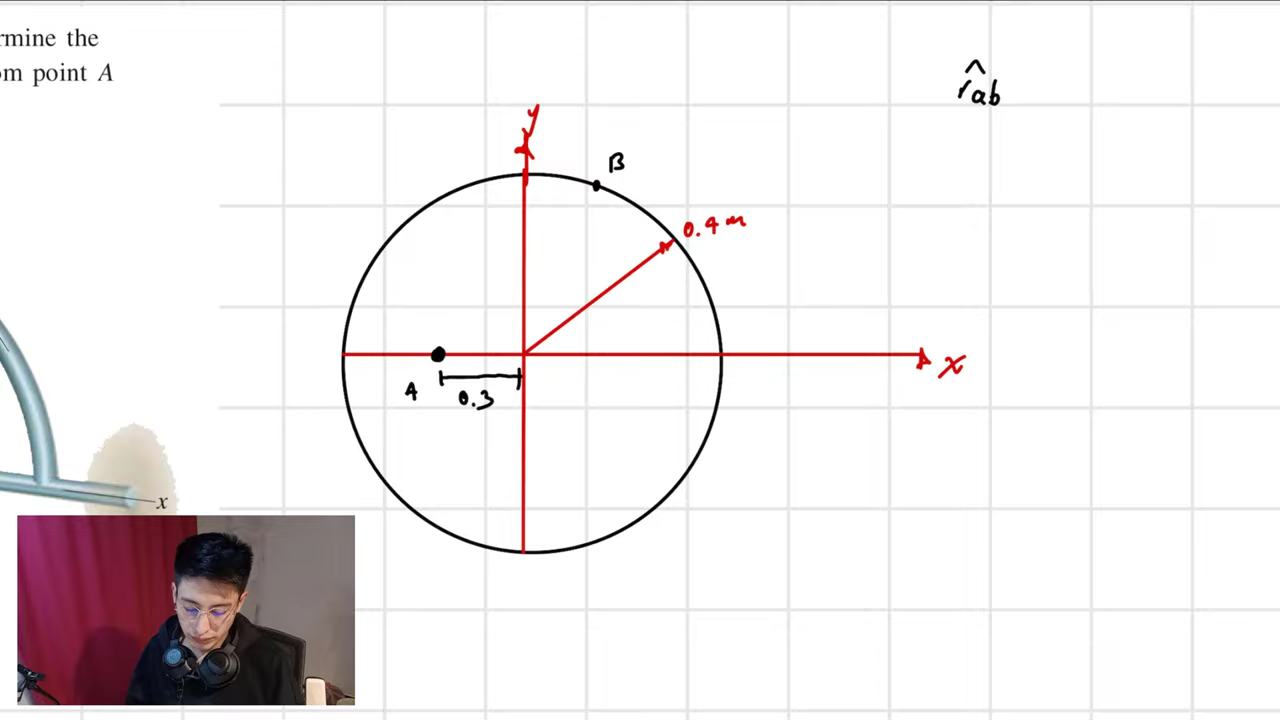 rmine the
om point A
r̂ab
y
B
0.4 m
x
A
0.3
x